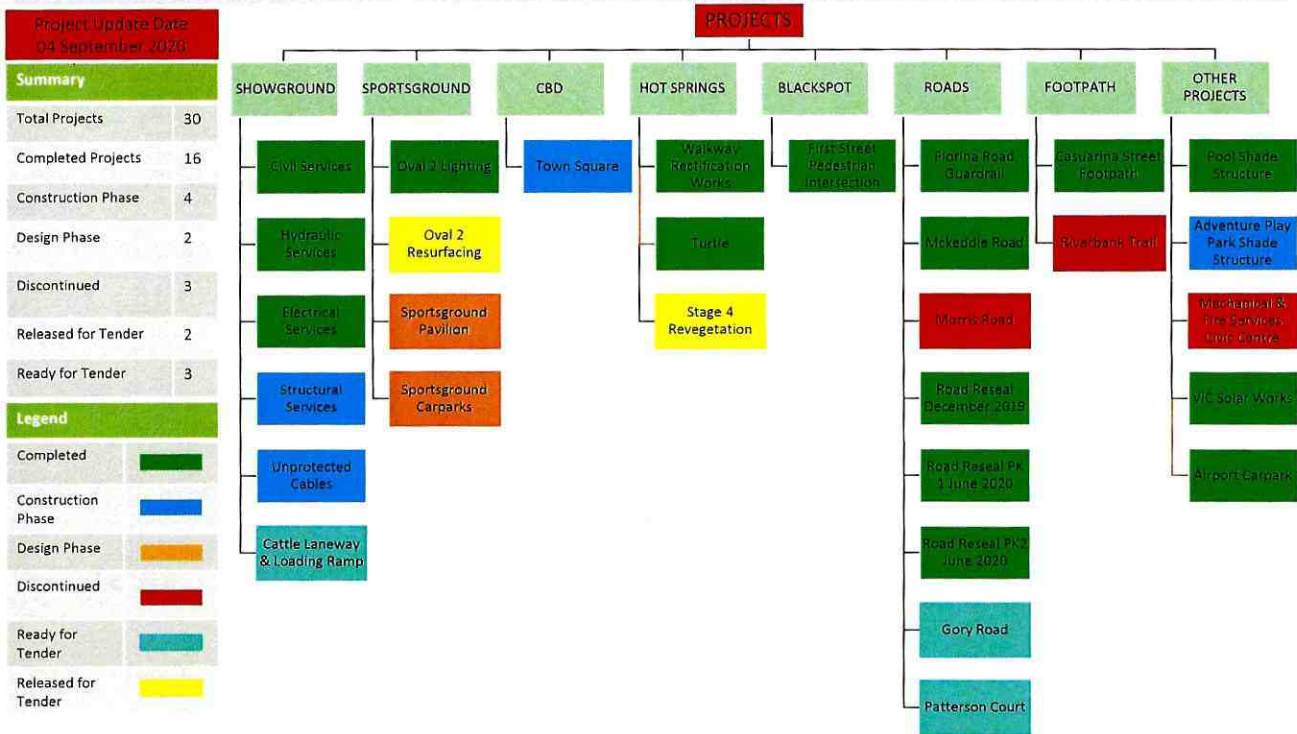 Project Update Date
04 September 2020
Summary
Total Projects 30
Completed Projects 16
Construction Phase 4
Design Phase 2
Discontinued 3
Released for Tender 2
Ready for Tender 3
Legend
Completed
Construction
Phase
Design Phase
Discontinued
Ready for
Tender
Released for
Tender
PROJECTS
SHOWGROUND
Civil Services
Hydraulic
Services
Electrical
Services
Structural
Services
Unprotected
Cables
Cattle Laneway
& Loading Ramp
SPORTSGROUND
Oval 2 Lighting
Oval 2
Resurfacing
Sportsground
Pavilion
Sportsground
Carparks
CBD
Town Square
HOT SPRINGS
Walkway
Rectification
Works
Turtle
Stage 4
Revegetation
BLACKSPOT
First Street
Pedestrian
Intersection
ROADS
Florina Road
Guardrail
Mckeddie Road
Morris Road
Road Reseal
December 2019
Road Reseal PK
1 June 2020
Road Reseal PK2
June 2020
Gory Road
Patterson Court
FOOTPATH
Casuarina Street
Footpath
Riverbank Trail
OTHER
PROJECTS
Pool Shade
Structure
Adventure Play
Park Shade
Structure
Mechanical &
Fire Services
Civic Centre
VIC Solar Works
Airport Carpark